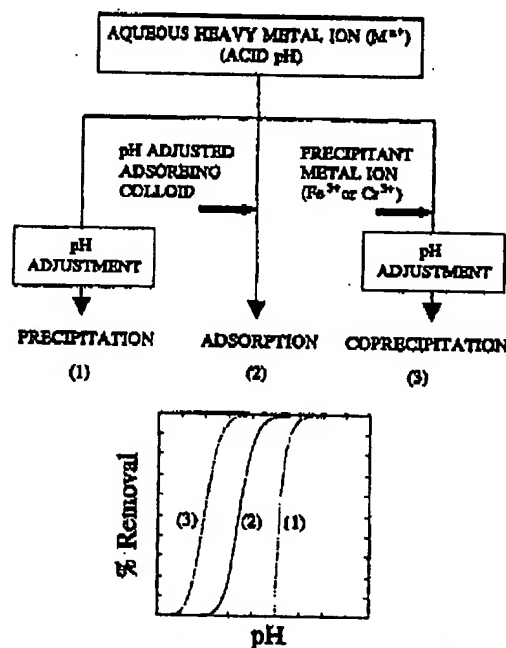 AQUEOUS HEAVY METAL ION (Mⁿ⁺)
(ACID pH)
pH ADJUSTED
ADSORBING
COLLOID
PRECIPITANT
METAL ION
(Fe³⁺ or Cr³⁺)
pH
ADJUSTMENT
pH
ADJUSTMENT
PRECIPITATION
ADSORPTION
COPRECIPITATION
(1)
(2)
(3)
% Removal
(3)
(2)
(1)
pH